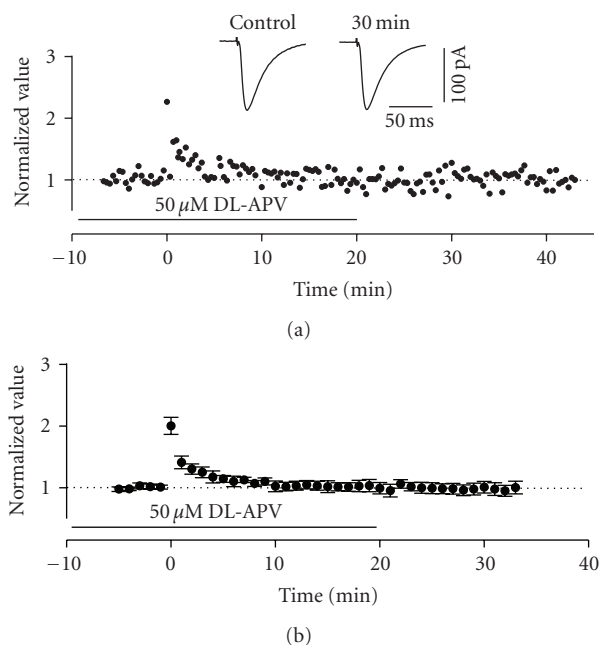 Control
30 min
3
2
1
Normalized value
100 pA
50 ms
50 μM DL-APV
−10
0
10
20
30
40
Time (min)
(a)
3
2
1
Normalized value
50 μM DL-APV
−10
0
10
20
30
40
Time (min)
(b)